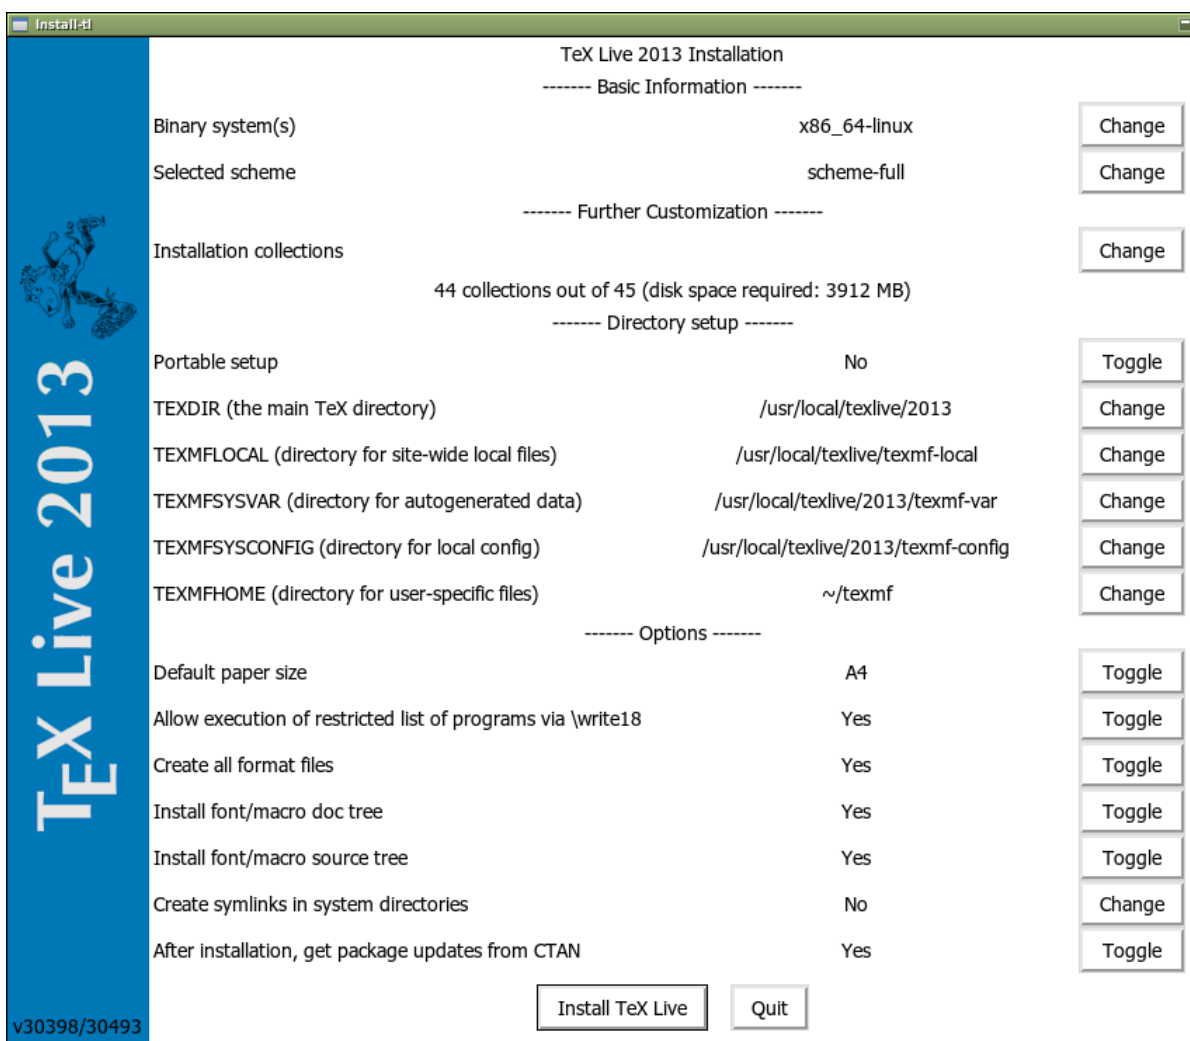 Install-tl
TeX Live 2013 Installation
------- Basic Information -------
Binary system(s) x86_64-linux Change
Selected scheme scheme-full Change
------- Further Customization -------
Installation collections Change
44 collections out of 45 (disk space required: 3912 MB)
------- Directory setup -------
Portable setup No Toggle
TEXDIR (the main TeX directory) /usr/local/texlive/2013 Change
TEXMFLOCAL (directory for site-wide local files) /usr/local/texlive/texmf-local Change
TEXMFSYSVAR (directory for autogenerated data) /usr/local/texlive/2013/texmf-var Change
TEXMFSYSCONFIG (directory for local config) /usr/local/texlive/2013/texmf-config Change
TEXMFHOME (directory for user-specific files) ~/texmf Change
------- Options -------
Default paper size A4 Toggle
Allow execution of restricted list of programs via \write18 Yes Toggle
Create all format files Yes Toggle
Install font/macro doc tree Yes Toggle
Install font/macro source tree Yes Toggle
Create symlinks in system directories No Change
After installation, get package updates from CTAN Yes Toggle
Install TeX Live Quit
TEX Live 2013
v30398/30493